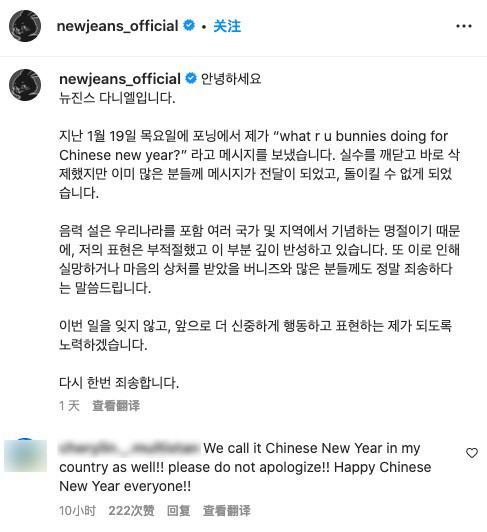 newjeans_official • 关注
newjeans_official 안녕하세요
뉴진스 다니엘입니다.
지난 1월 19일 목요일에 포닝에서 제가 “what r u bunnies doing for
Chinese new year?” 라고 메시지를 보냈습니다. 실수를 깨닫고 바로 삭
제했지만 이미 많은 분들께 메시지가 전달이 되었고, 돌이킬 수 없게 되었
습니다.
음력 설은 우리나라를 포함 여러 국가 및 지역에서 기념하는 명절이기 때문
에, 저의 표현은 부적절했고 이 부분 깊이 반성하고 있습니다. 또 이로 인해
실망하거나 마음의 상처를 받았을 버니즈와 많은 분들께도 정말 죄송하다
는 말씀드립니다.
이번 일을 잊지 않고, 앞으로 더 신중하게 행동하고 표현하는 제가 되도록
노력하겠습니다.
다시 한번 죄송합니다.
1 天 查看翻译
We call it Chinese New Year in my
country as well!! please do not apologize!! Happy Chinese
New Year everyone!!
10小时 222次赞 回复 查看翻译